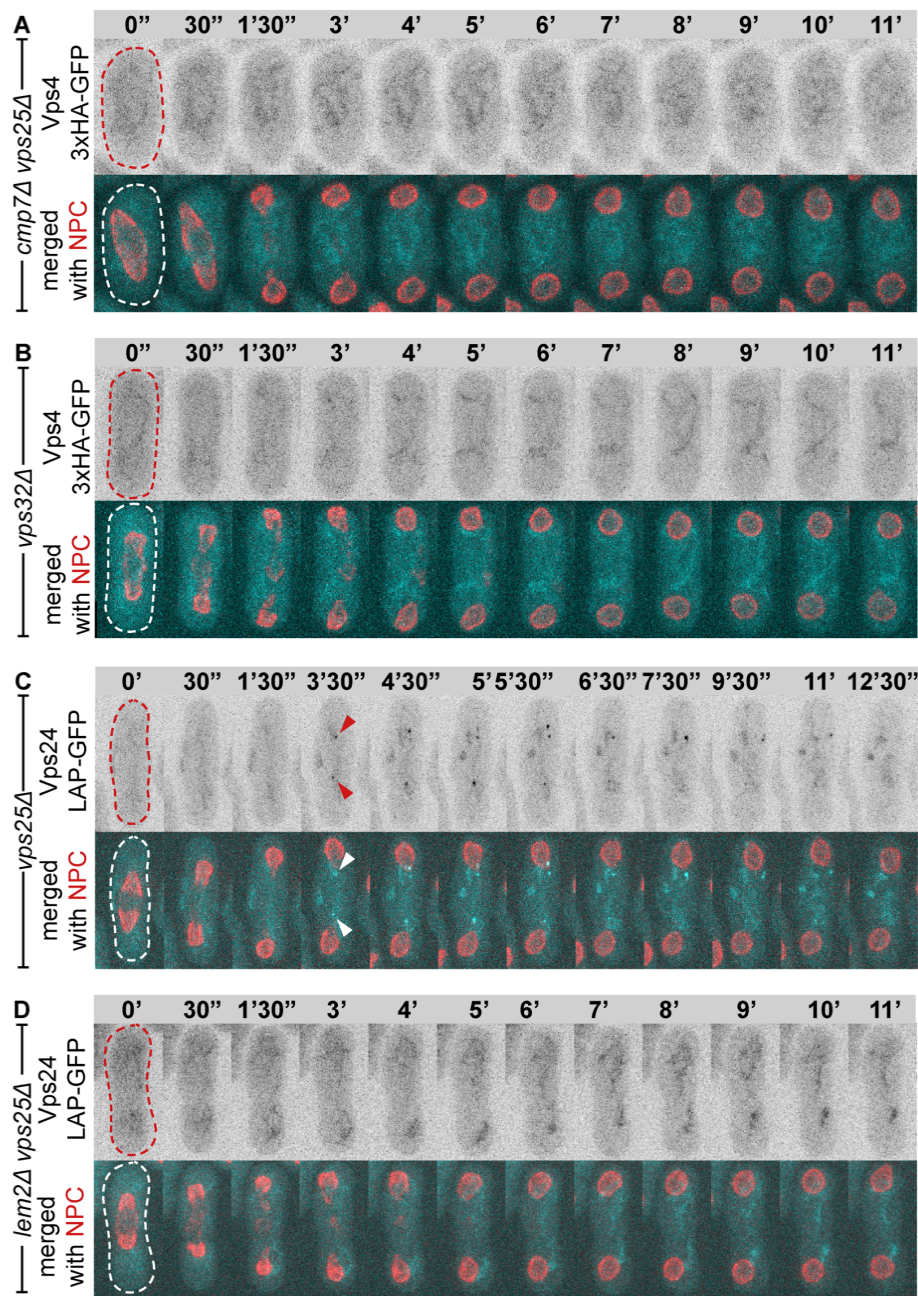 A 0” 30” 1’30” 3’ 4’ 5’ 6’ 7’ 8’ 9’ 10’ 11’
cmp7Δ vps25Δ
Vps4
3xHA-GFP
merged
with NPC
B 0” 30” 1’30” 3’ 4’ 5’ 6’ 7’ 8’ 9’ 10’ 11’
vps32Δ
Vps4
3xHA-GFP
merged
with NPC
C 0’ 30” 1’30” 3’30” 4’30” 5’ 5’30” 6’30” 7’30” 9’30” 11’ 12’30”
vps25Δ
Vps24
LAP-GFP
merged
with NPC
D 0’ 30” 1’30” 3’ 4’ 5’ 6’ 7’ 8’ 9’ 10’ 11’
lem2Δ vps25Δ
Vps24
LAP-GFP
merged
with NPC